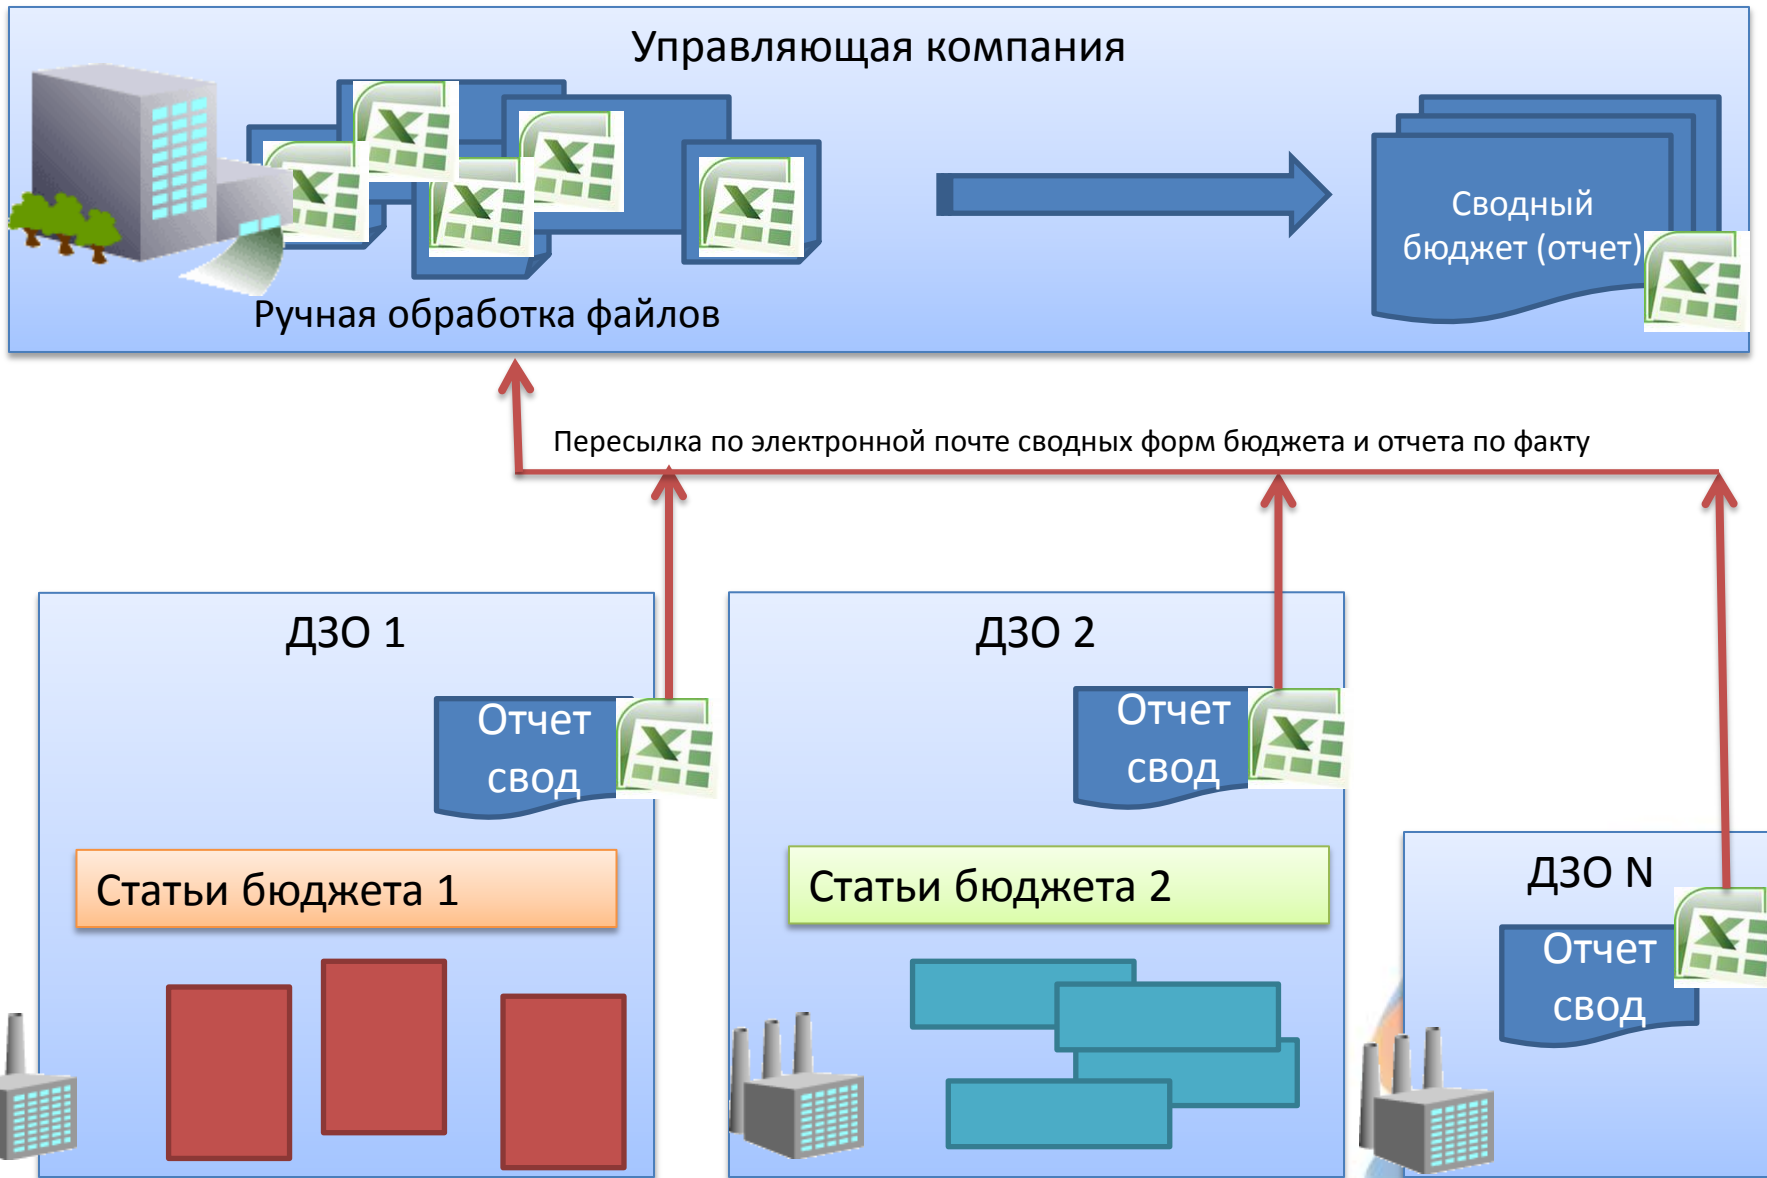 Управляющая компания
Сводный
бюджет (отчет)
Ручная обработка файлов
Пересылка по электронной почте сводных форм бюджета и отчета по факту
ДЗО 1
Отчет
свод
Статьи бюджета 1
ДЗО 2
Отчет
свод
Статьи бюджета 2
ДЗО N
Отчет
свод